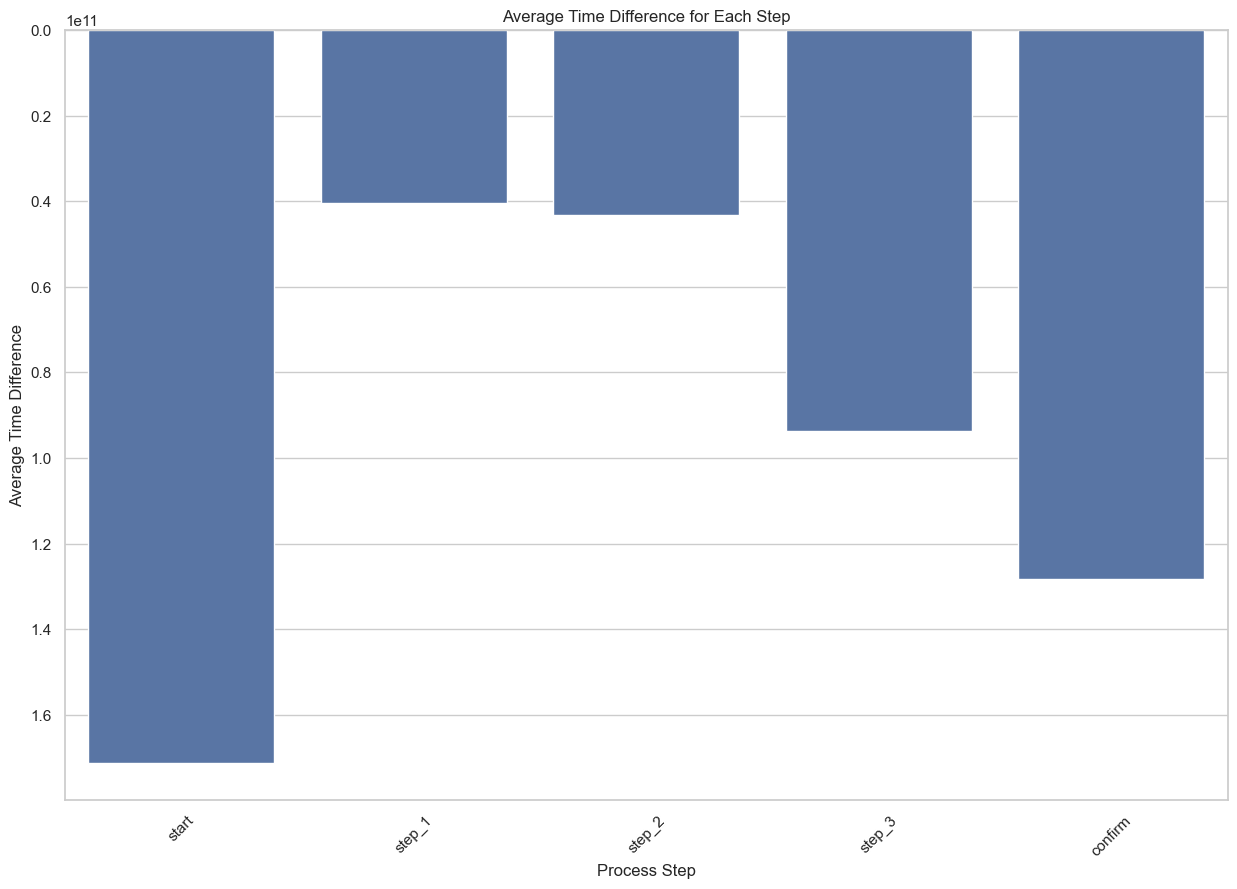 Average Time Difference for Each Step
1e11
0.0
0.2
0.4
0.6
0.8
1.0
1.2
1.4
1.6
Average Time Difference
start
step_1
step_2
step_3
confirm
Process Step